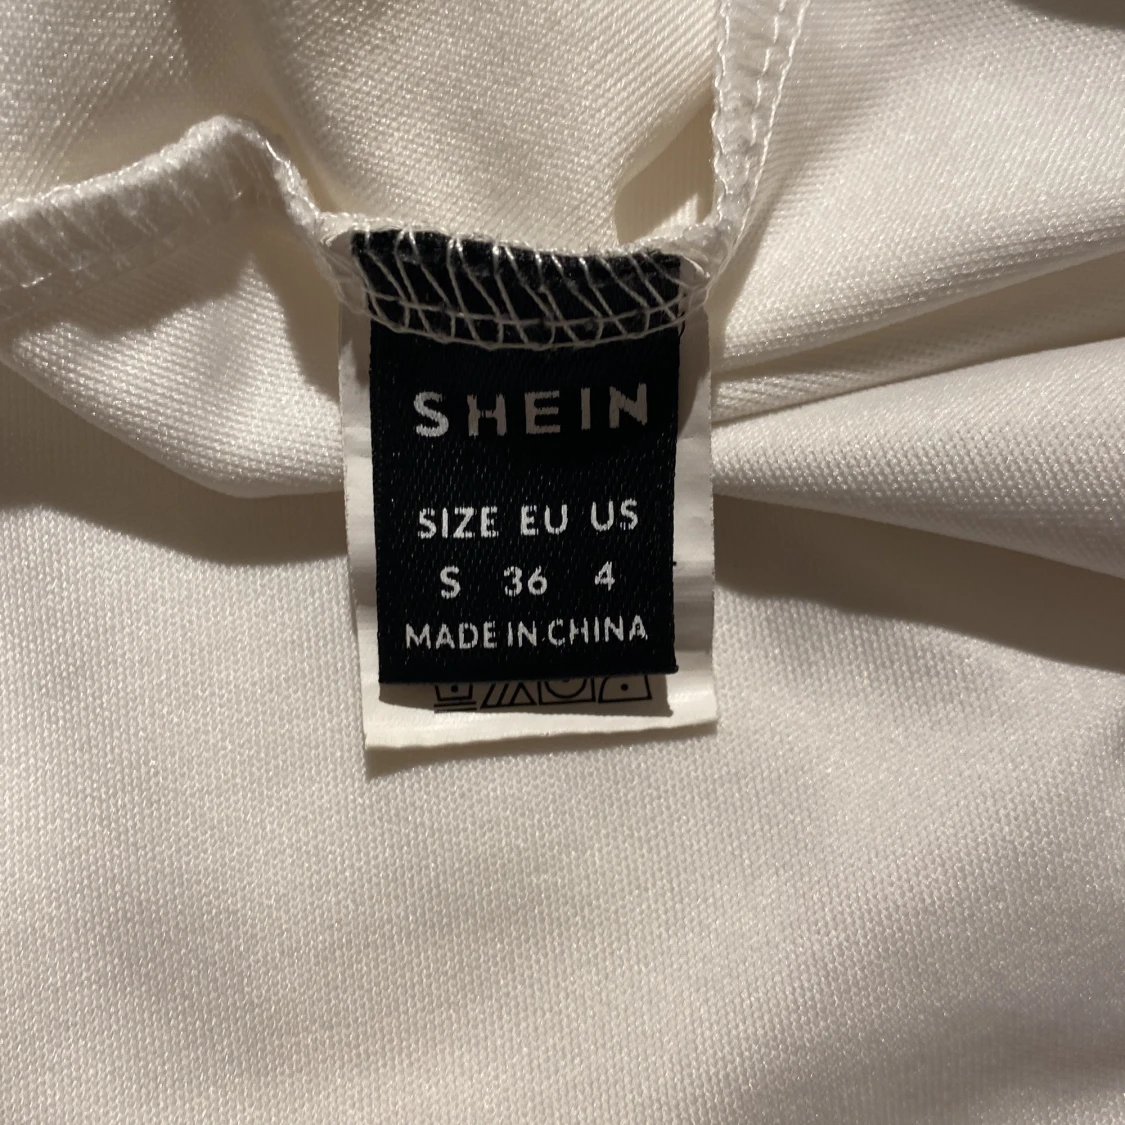 SHEIN
SIZE EU US
S 36 4
MADE IN CHINA